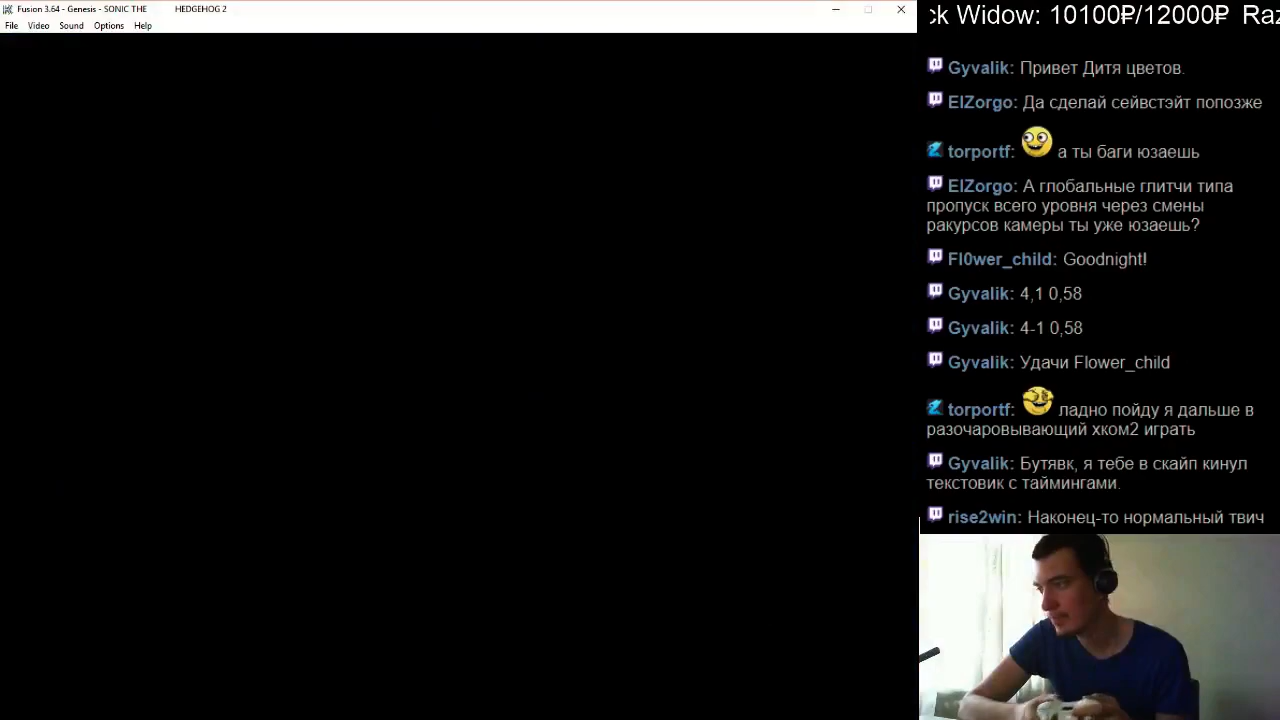 Fusion 3.64 - Genesis - SONIC THE HEDGEHOG 2
File Video Sound Options Help
ck Widow: 10100₽/12000₽ Raz
Gyvalik: Привет Дитя цветов.
ElZorgo: Да сделай сейвстэйт попозже
torportf: а ты баги юзаешь
ElZorgo: А глобальные глитчи типа
пропуск всего уровня через смены
ракурсов камеры ты уже юзаешь?
Fl0wer_child: Goodnight!
Gyvalik: 4,1 0,58
Gyvalik: 4-1 0,58
Gyvalik: Удачи Flower_child
torportf: ладно пойду я дальше в
разочаровывающий хком2 играть
Gyvalik: Бутявк, я тебе в скайп кинул
текстовик с таймингами.
rise2win: Наконец-то нормальный твич